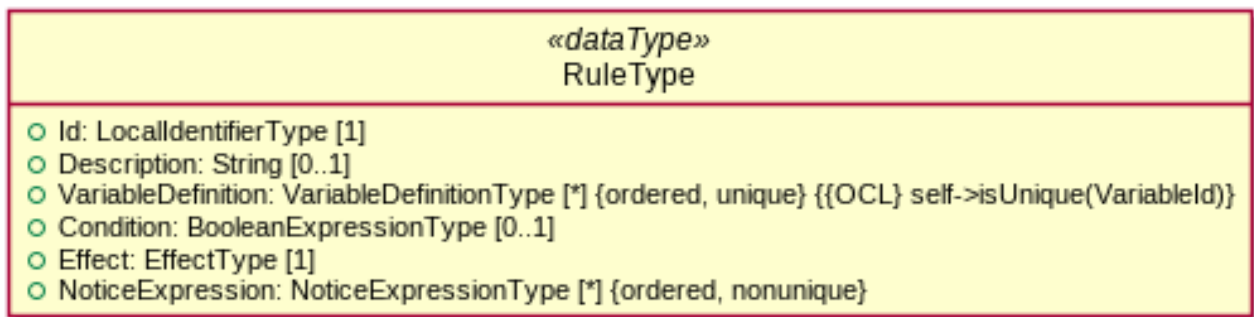 «dataType»
RuleType
Id: LocalIdentifierType [1]
Description: String [0..1]
VariableDefinition: VariableDefinitionType [*] {ordered, unique} {{OCL} self->isUnique(VariableId)}
Condition: BooleanExpressionType [0..1]
Effect: EffectType [1]
NoticeExpression: NoticeExpressionType [*] {ordered, nonunique}